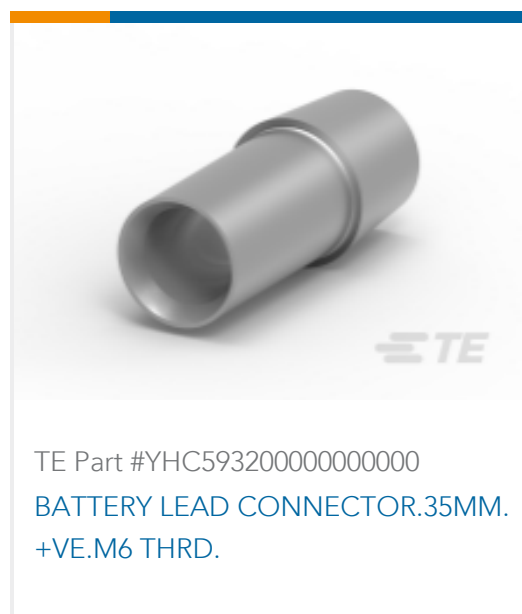 TE
TE Part #YHC593200000000000
BATTERY LEAD CONNECTOR.35MM.
+VE.M6 THRD.